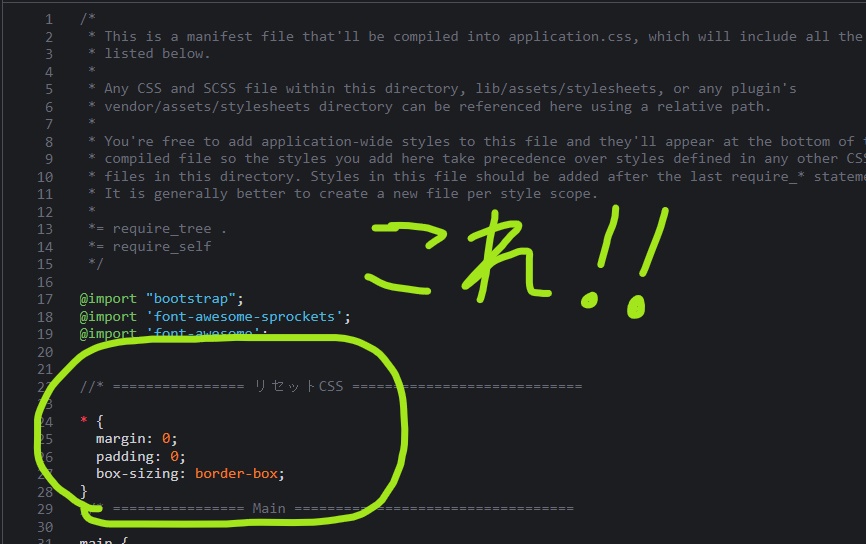 1 /*
2 * This is a manifest file that'll be compiled into application.css, which will include all the
3 * listed below.
4 *
5 * Any CSS and SCSS file within this directory, lib/assets/stylesheets, or any plugin's
6 * vendor/assets/stylesheets directory can be referenced here using a relative path.
7 *
8 * You're free to add application-wide styles to this file and they'll appear at the bottom of
9 * compiled file so the styles you add here take precedence over styles defined in any other CSS
10 * files in this directory. Styles in this file should be added after the last require_* stateme
11 * It is generally better to create a new file per style scope.
12 *
13 *= require_tree .
14 *= require_self
15 */
16
これ!!
17 @import "bootstrap";
18 @import 'font-awesome-sprockets';
19 @import 'font-awesome';
20
21
22 //* ================ リセットCSS ============================
23
24 * {
25 margin: 0;
26 padding: 0;
27 box-sizing: border-box;
28 }
29 ================ Main ==================================
30
31 main {